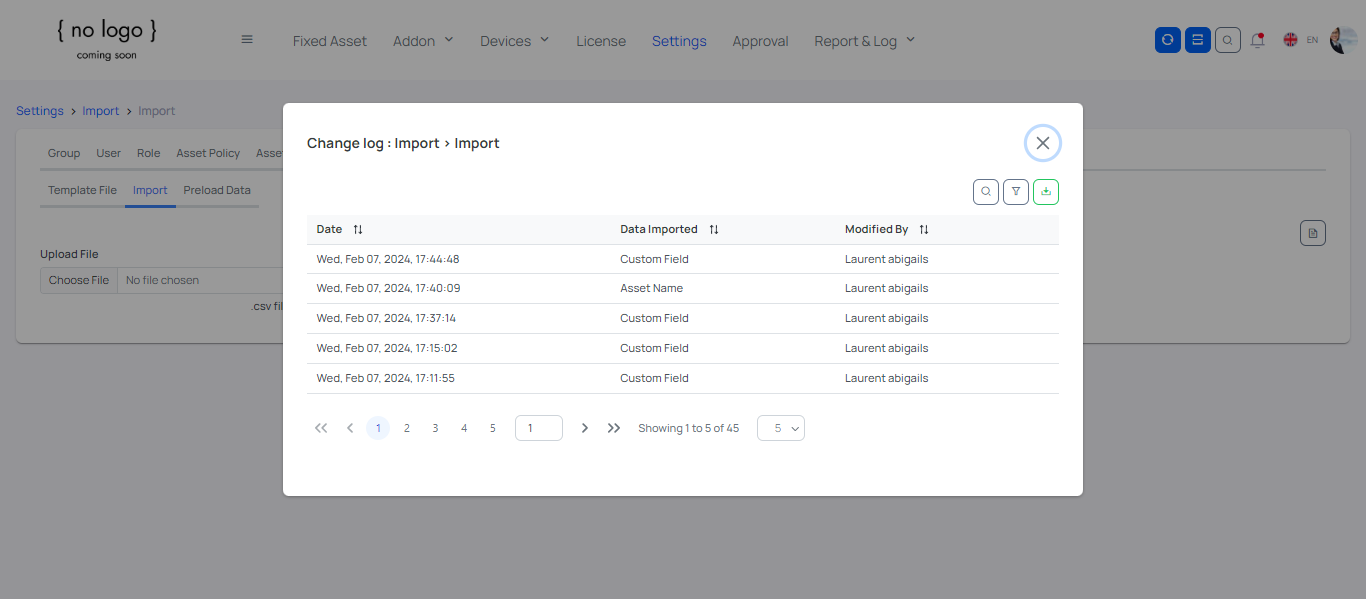 { no logo }
coming soon
Fixed Asset Addon Devices License Settings Approval Report & Log EN
Settings > Import > Import
Group User Role Asset Policy Asse
Template File Import Preload Data
Upload File
Choose File No file chosen
.csv fil
Change log : Import > Import
Date Data Imported Modified By
Wed, Feb 07, 2024, 17:44:48 Custom Field Laurent abigails
Wed, Feb 07, 2024, 17:40:09 Asset Name Laurent abigails
Wed, Feb 07, 2024, 17:37:14 Custom Field Laurent abigails
Wed, Feb 07, 2024, 17:15:02 Custom Field Laurent abigails
Wed, Feb 07, 2024, 17:11:55 Custom Field Laurent abigails
1 2 3 4 5 1 Showing 1 to 5 of 45 5